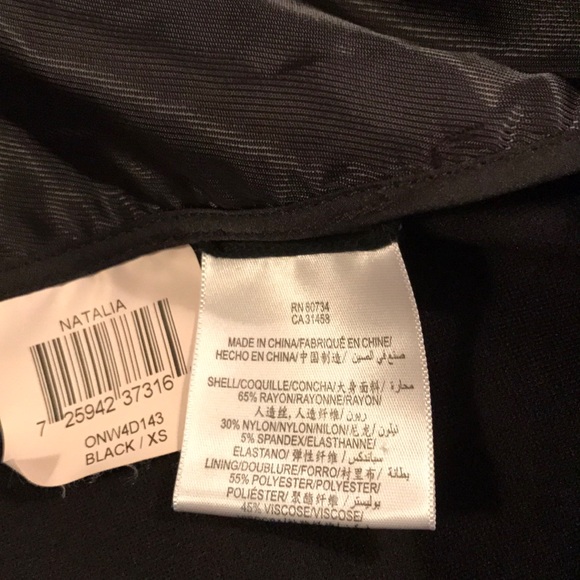 NATALIA
7 25942 37316
ONW4D143
BLACK / XS
RN 80734
CA 31458
MADE IN CHINA/FABRIQUÉ EN CHINE/
HECHO EN CHINA/中国制造/ صنع في الصين
SHELL/COQUILLE/CONCHA/大身面料/ محارة/
65% RAYON/RAYONNE/RAYON/
人造丝,人造纤维/ ريون/
30% NYLON/NYLON/NILON/尼龙/ نايلون/
5% SPANDEX/ELASTHANNE/
ELASTANO/弹性纤维/ سباندكس
LINING/DOUBLURE/FORRO/衬里布/ بطانة/
55% POLYESTER/POLYESTER/
POLIÉSTER/聚酯纤维/ بوليستر/
45% VISCOSE/VISCOSE/